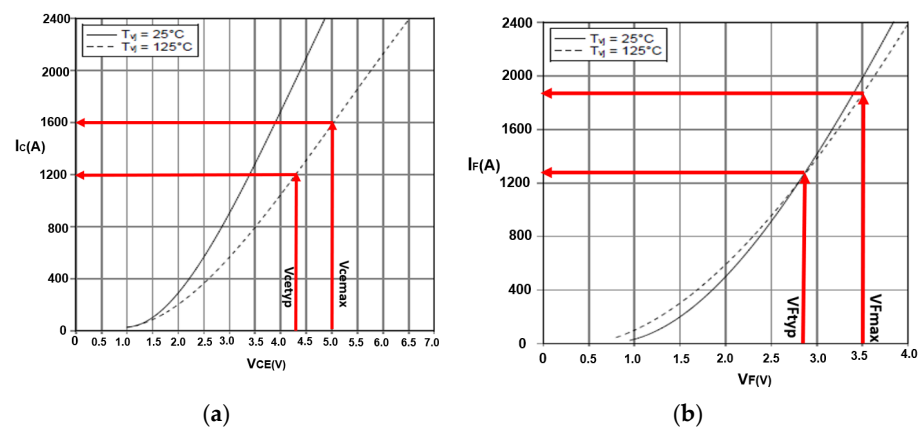 2400
2000
1600
1200
800
400
0
IC(A)
Tvj = 25°C
Tvj = 125°C
Vcetyp
Vcemax
0 0.5 1.0 1.5 2.0 2.5 3.0 3.5 4.0 4.5 5.0 5.5 6.0 6.5 7.0
VCE(V)
(a)
2400
2000
1600
1200
800
400
0
IF(A)
Tvj = 25°C
Tvj = 125°C
VFtyp
VFmax
0 0.5 1.0 1.5 2.0 2.5 3.0 3.5 4.0
VF(V)
(b)